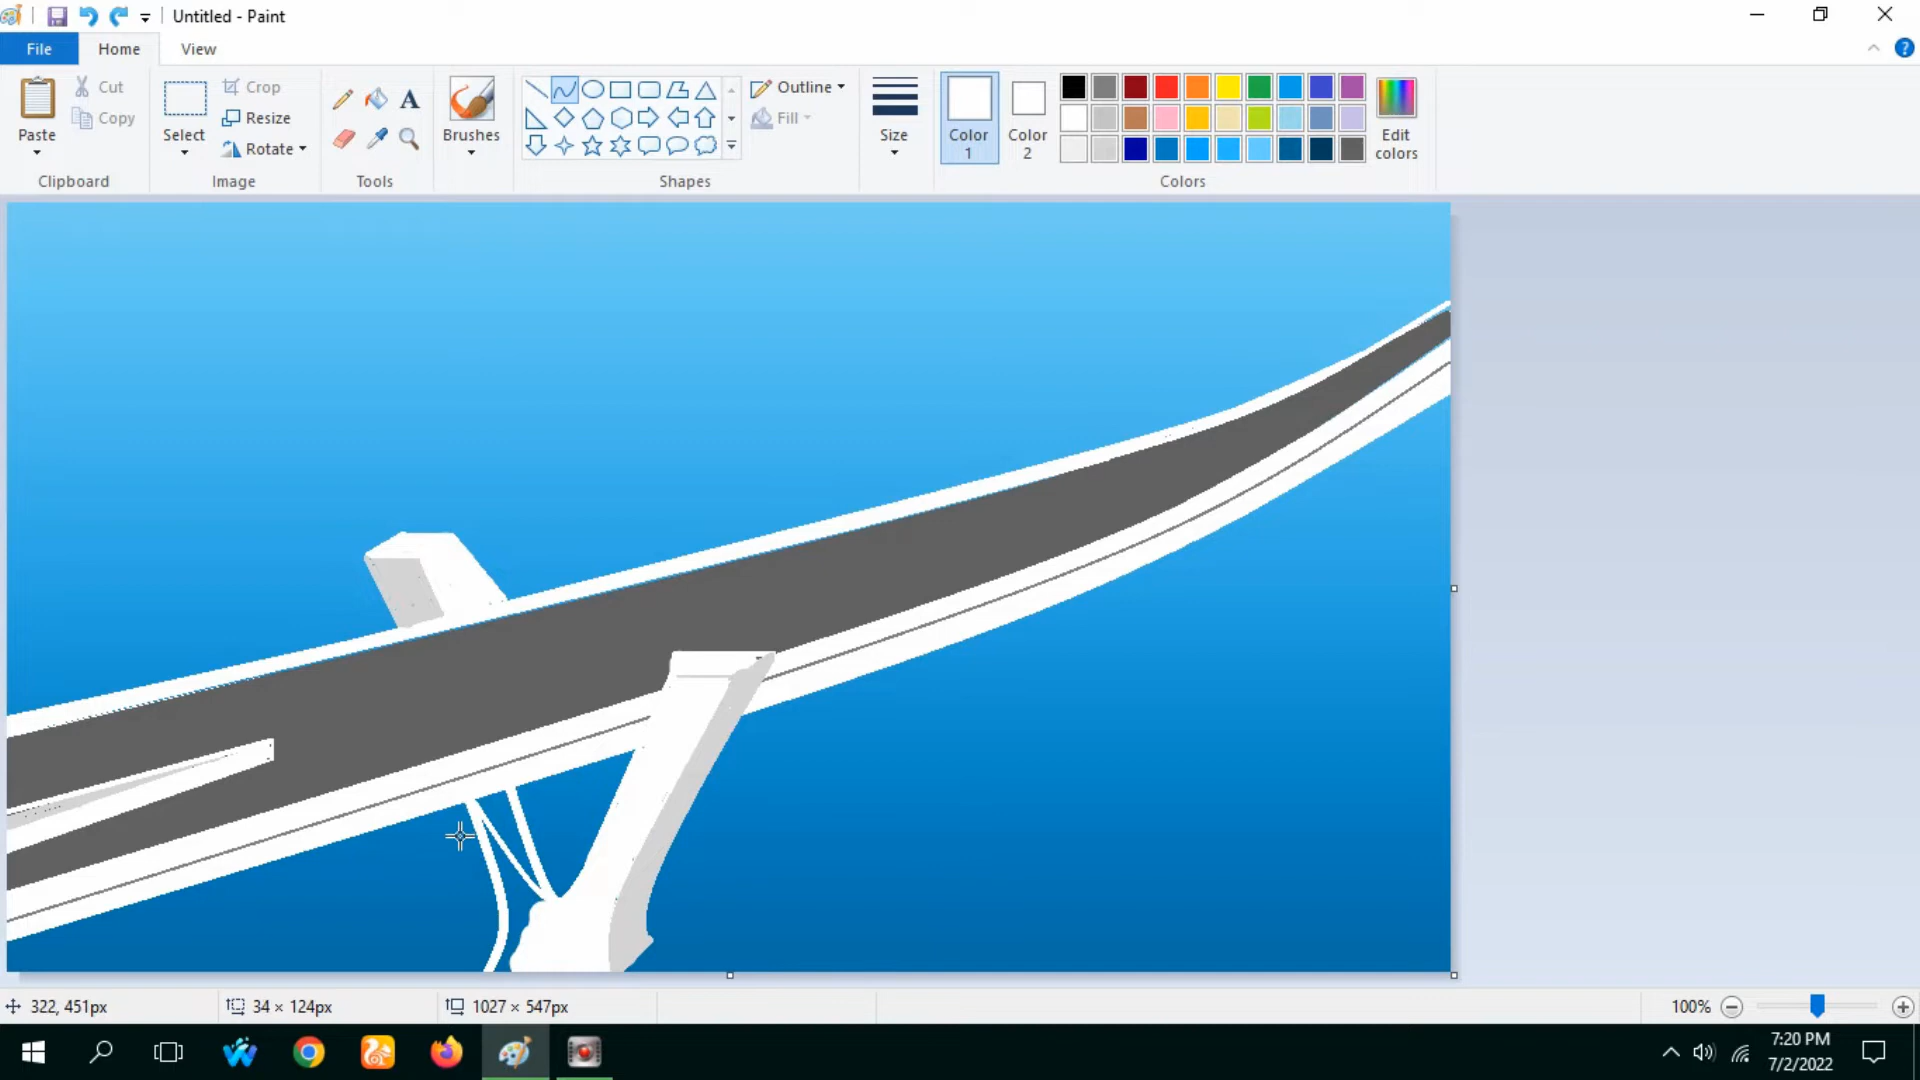 Untitled - Paint
File Home View
Paste
Cut
Copy
Clipboard
Select
Crop
Resize
Rotate
Image
A
Tools
Brushes
Outline
Fill
Shapes
Size
Color 1
Color 2
Edit colors
Colors
322, 451px
34 × 124px
1027 × 547px
100%
7:20 PM
7/2/2022